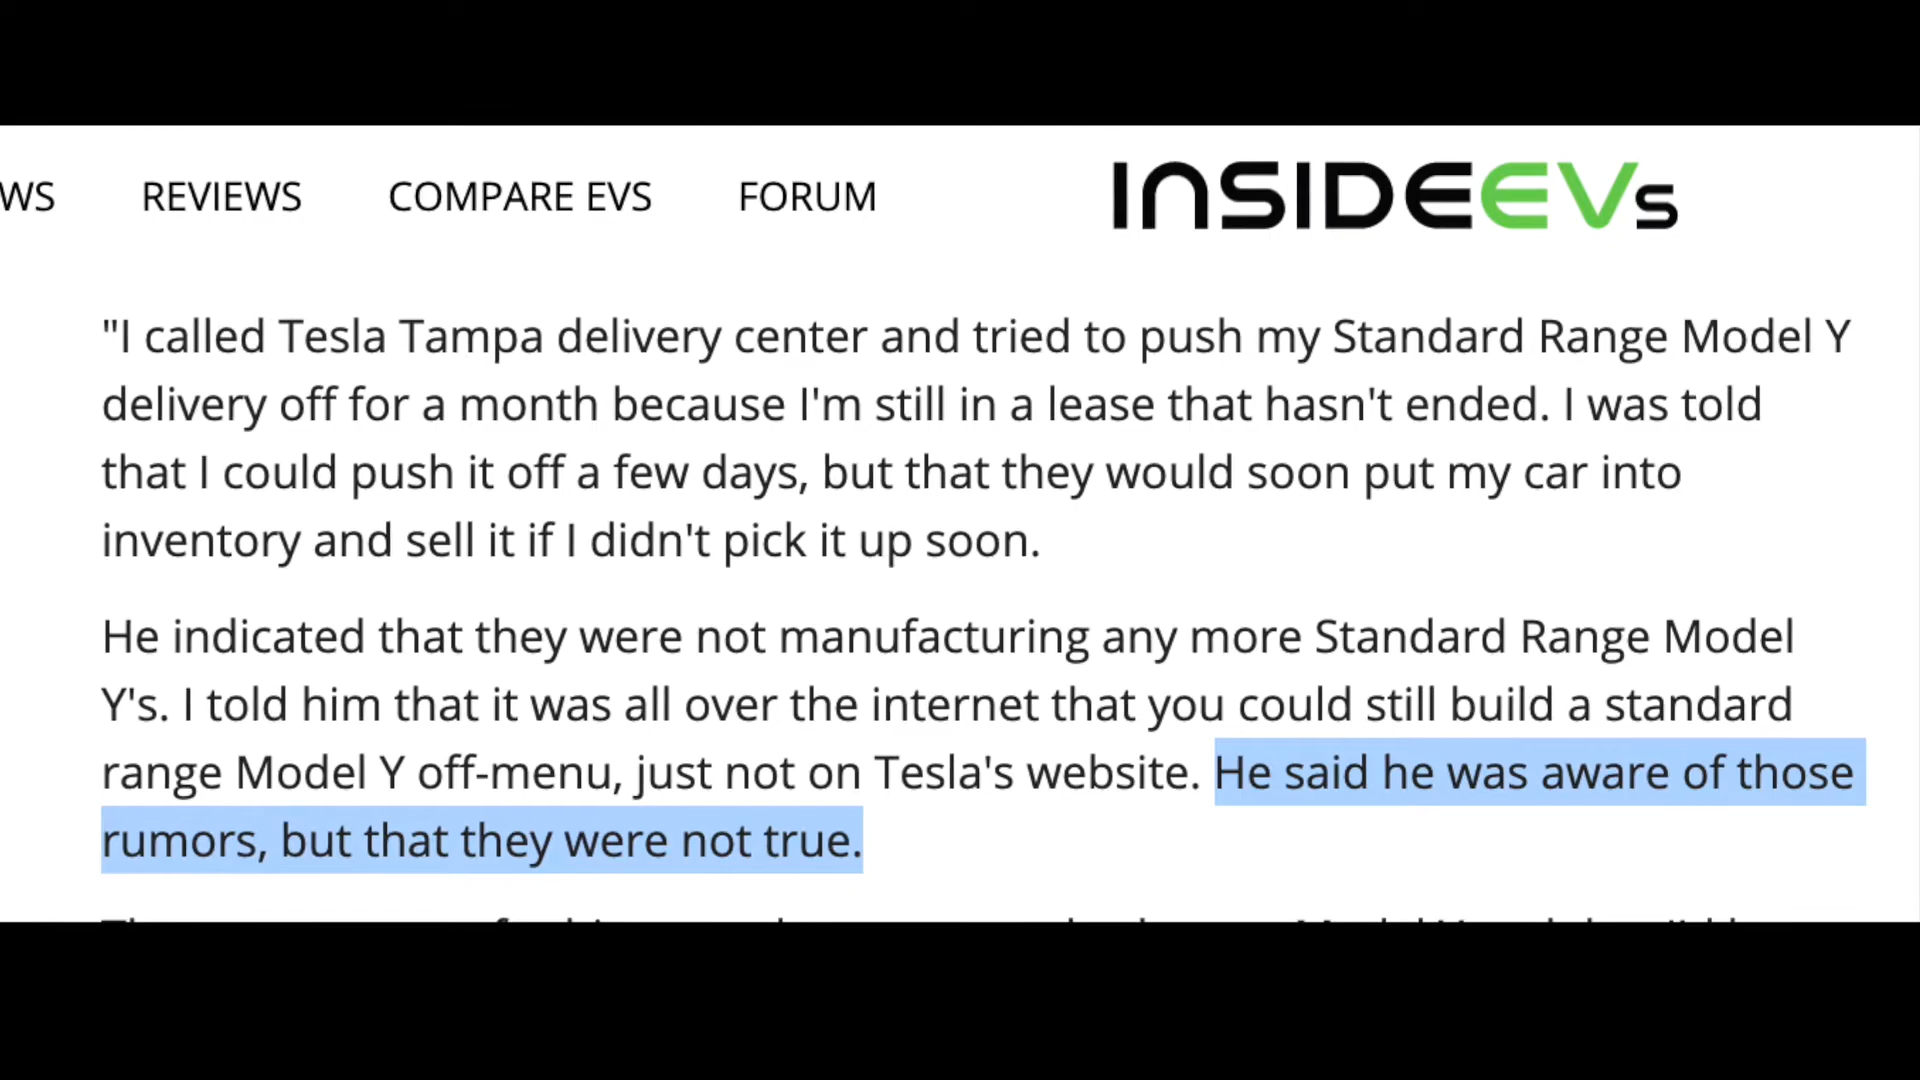 WS REVIEWS COMPARE EVS FORUM INSIDEEVs
"I called Tesla Tampa delivery center and tried to push my Standard Range Model Y
delivery off for a month because I'm still in a lease that hasn't ended. I was told
that I could push it off a few days, but that they would soon put my car into
inventory and sell it if I didn't pick it up soon.
He indicated that they were not manufacturing any more Standard Range Model
Y's. I told him that it was all over the internet that you could still build a standard
range Model Y off-menu, just not on Tesla's website. He said he was aware of those
rumors, but that they were not true.